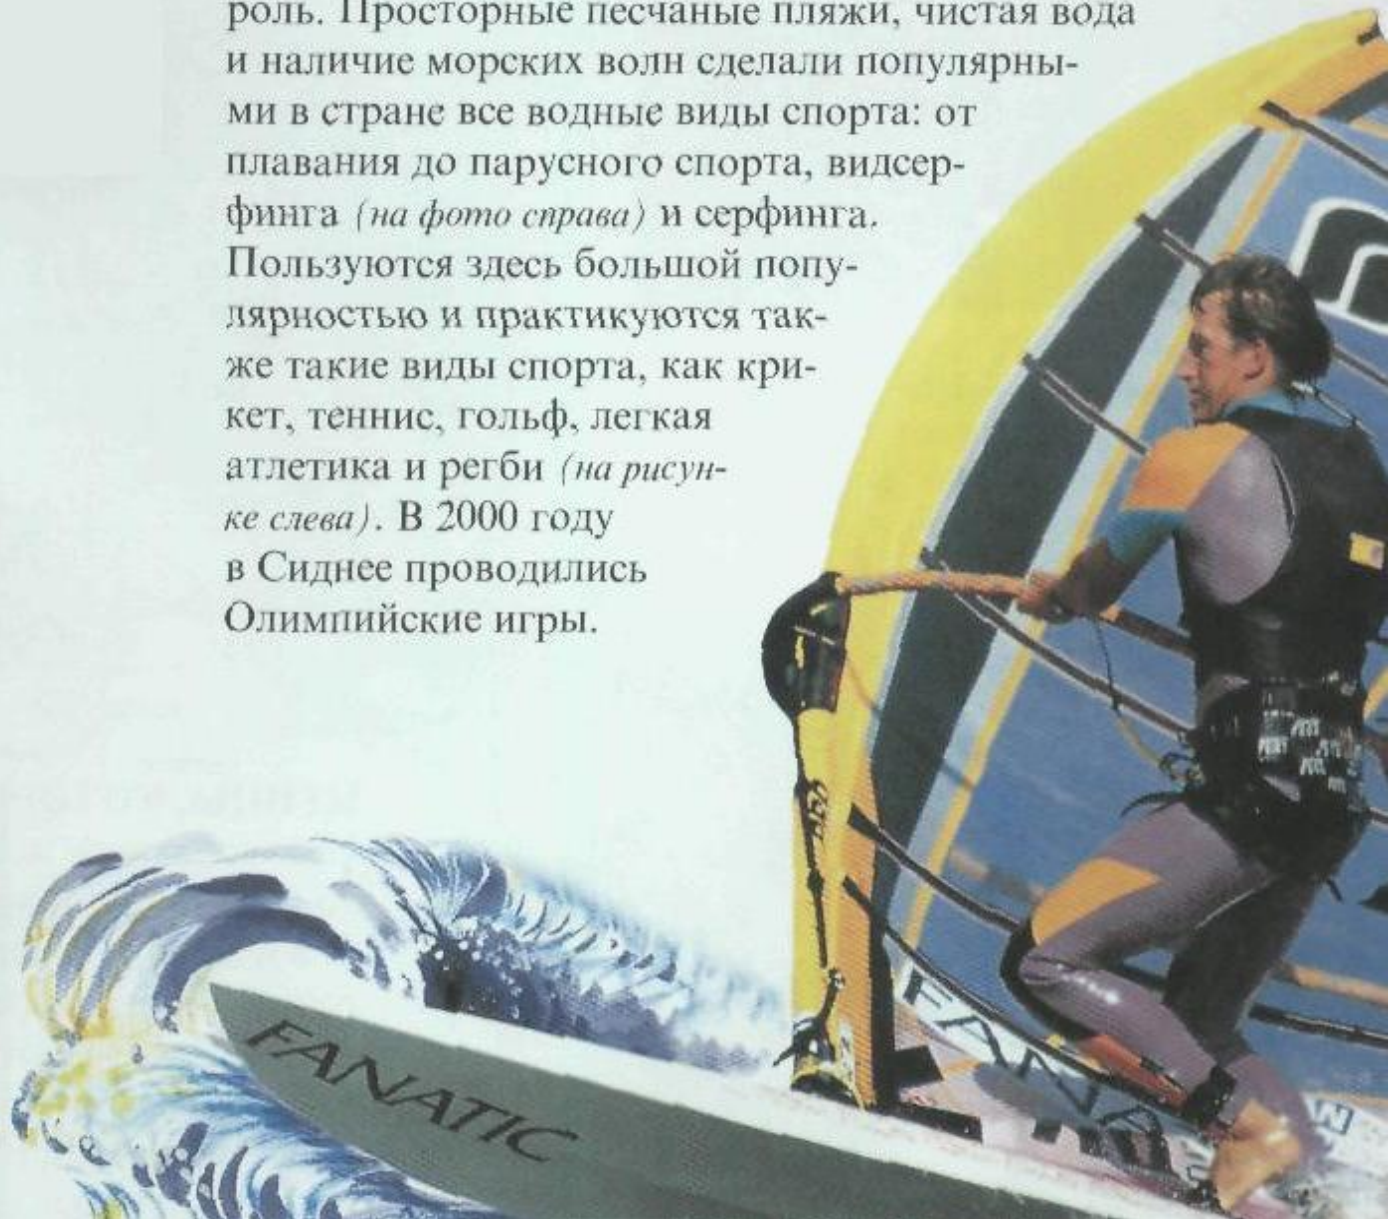 роль. Просторные песчаные пляжи, чистая вода
и наличие морских волн сделали популярны-
ми в стране все водные виды спорта: от
плавания до парусного спорта, видсер-
финга (на фото справа) и серфинга.
Пользуются здесь большой попу-
лярностью и практикуются так-
же такие виды спорта, как кри-
кет, теннис, гольф, легкая
атлетика и регби (на рисун-
ке слева). В 2000 году
в Сиднее проводились
Олимпийские игры.
FANATIC